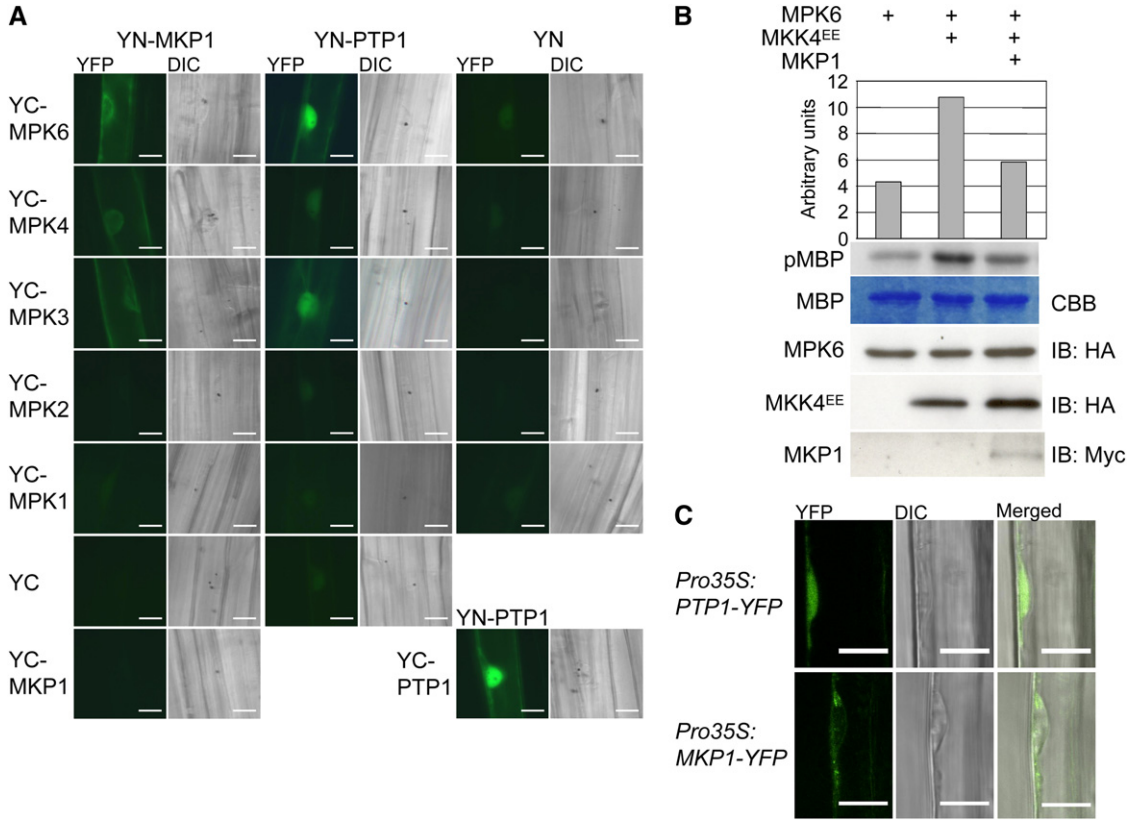 A
YN-MKP1 YN-PTP1 YN
YFP DIC YFP DIC YFP DIC
YC-
MPK6
YC-
MPK4
YC-
MPK3
YC-
MPK2
YC-
MPK1
YC
YC-
MKP1
YN-PTP1
YC-
PTP1
B
MPK6 + + +
MKK4EE + +
MKP1 +
Arbitrary units
12
10
8
6
4
2
0
pMBP
MBP CBB
MPK6 IB: HA
MKK4EE IB: HA
MKP1 IB: Myc
C
YFP DIC Merged
Pro35S:
PTP1-YFP
Pro35S:
MKP1-YFP